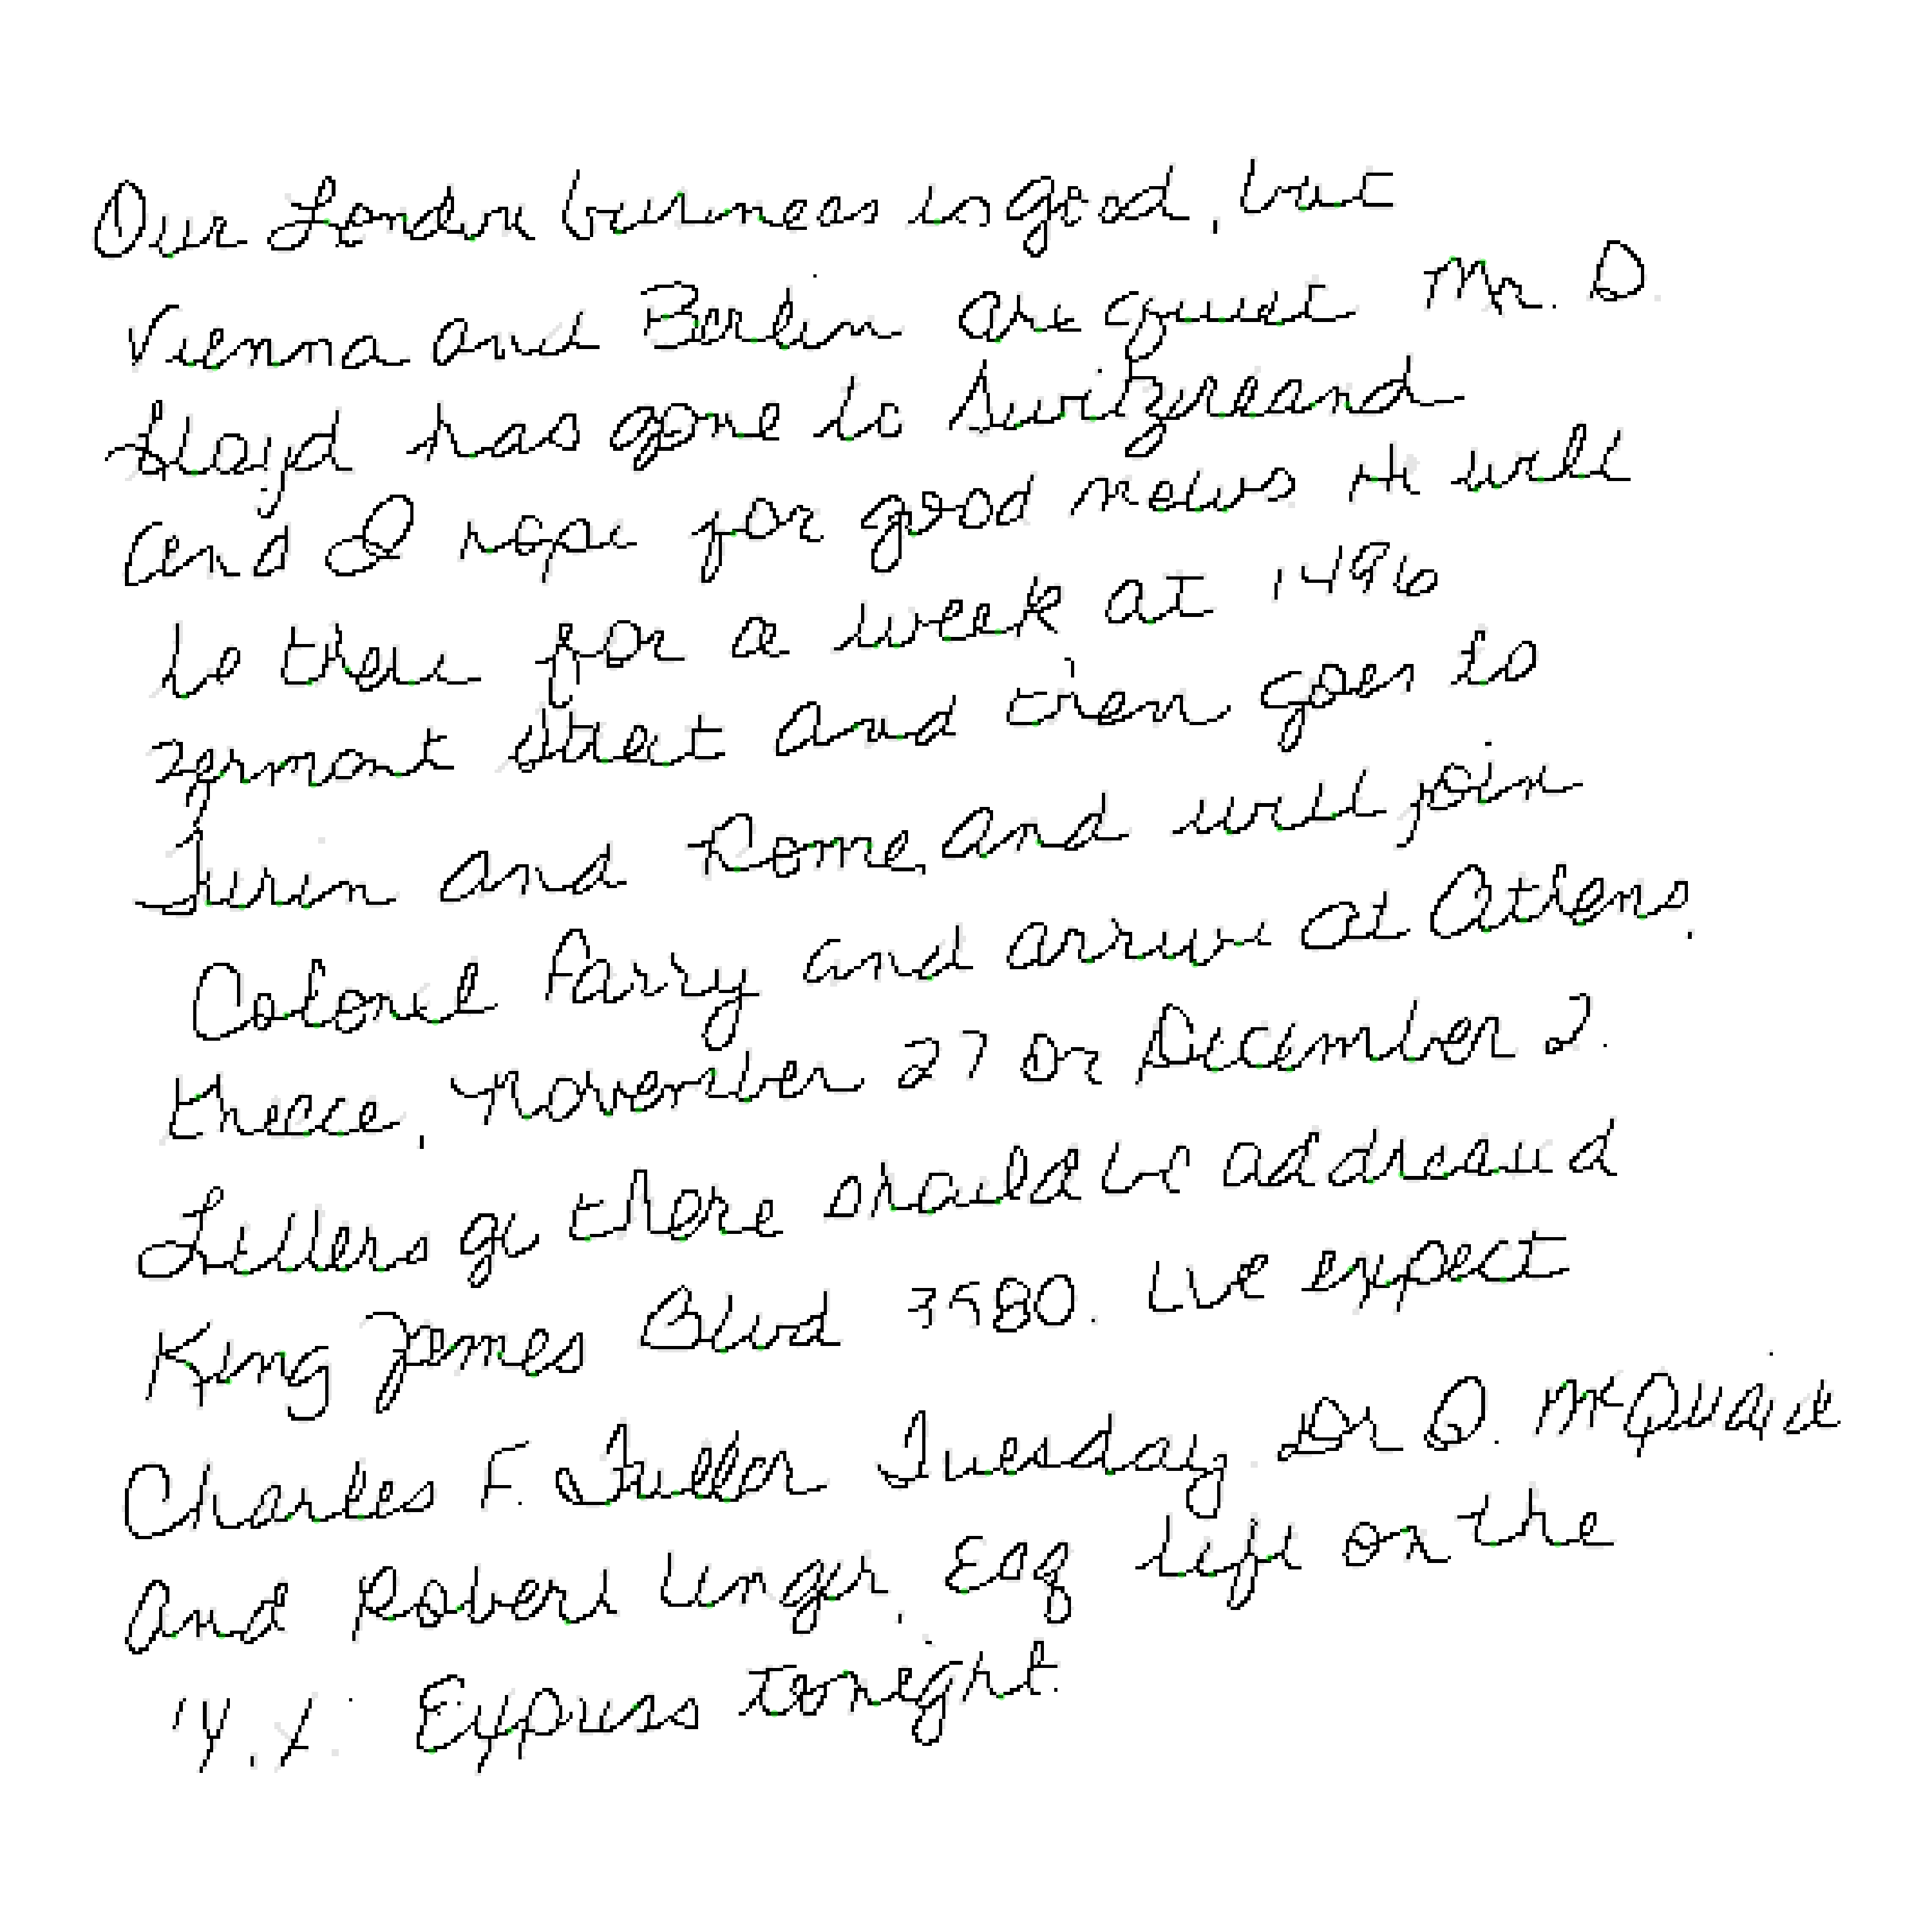 Our London business is good, but
Vienna and Berlin are quiet Mr. D.
Lloyd has gone to Switzerland
and I hope for good news He will
be there for a week at 1496
Zermont Street and then goes to
Turin and Rome, and will join
Colonel Parry and arrive at Athens,
Greece, November 27 or December 2.
Letters go there should be addressed
King James Blvd 3580. We expect
Charles F. Fuller Tuesday. Dr Q. McQuaid
and Robert Unger, Esq left on the
Y.X. Express tonight.